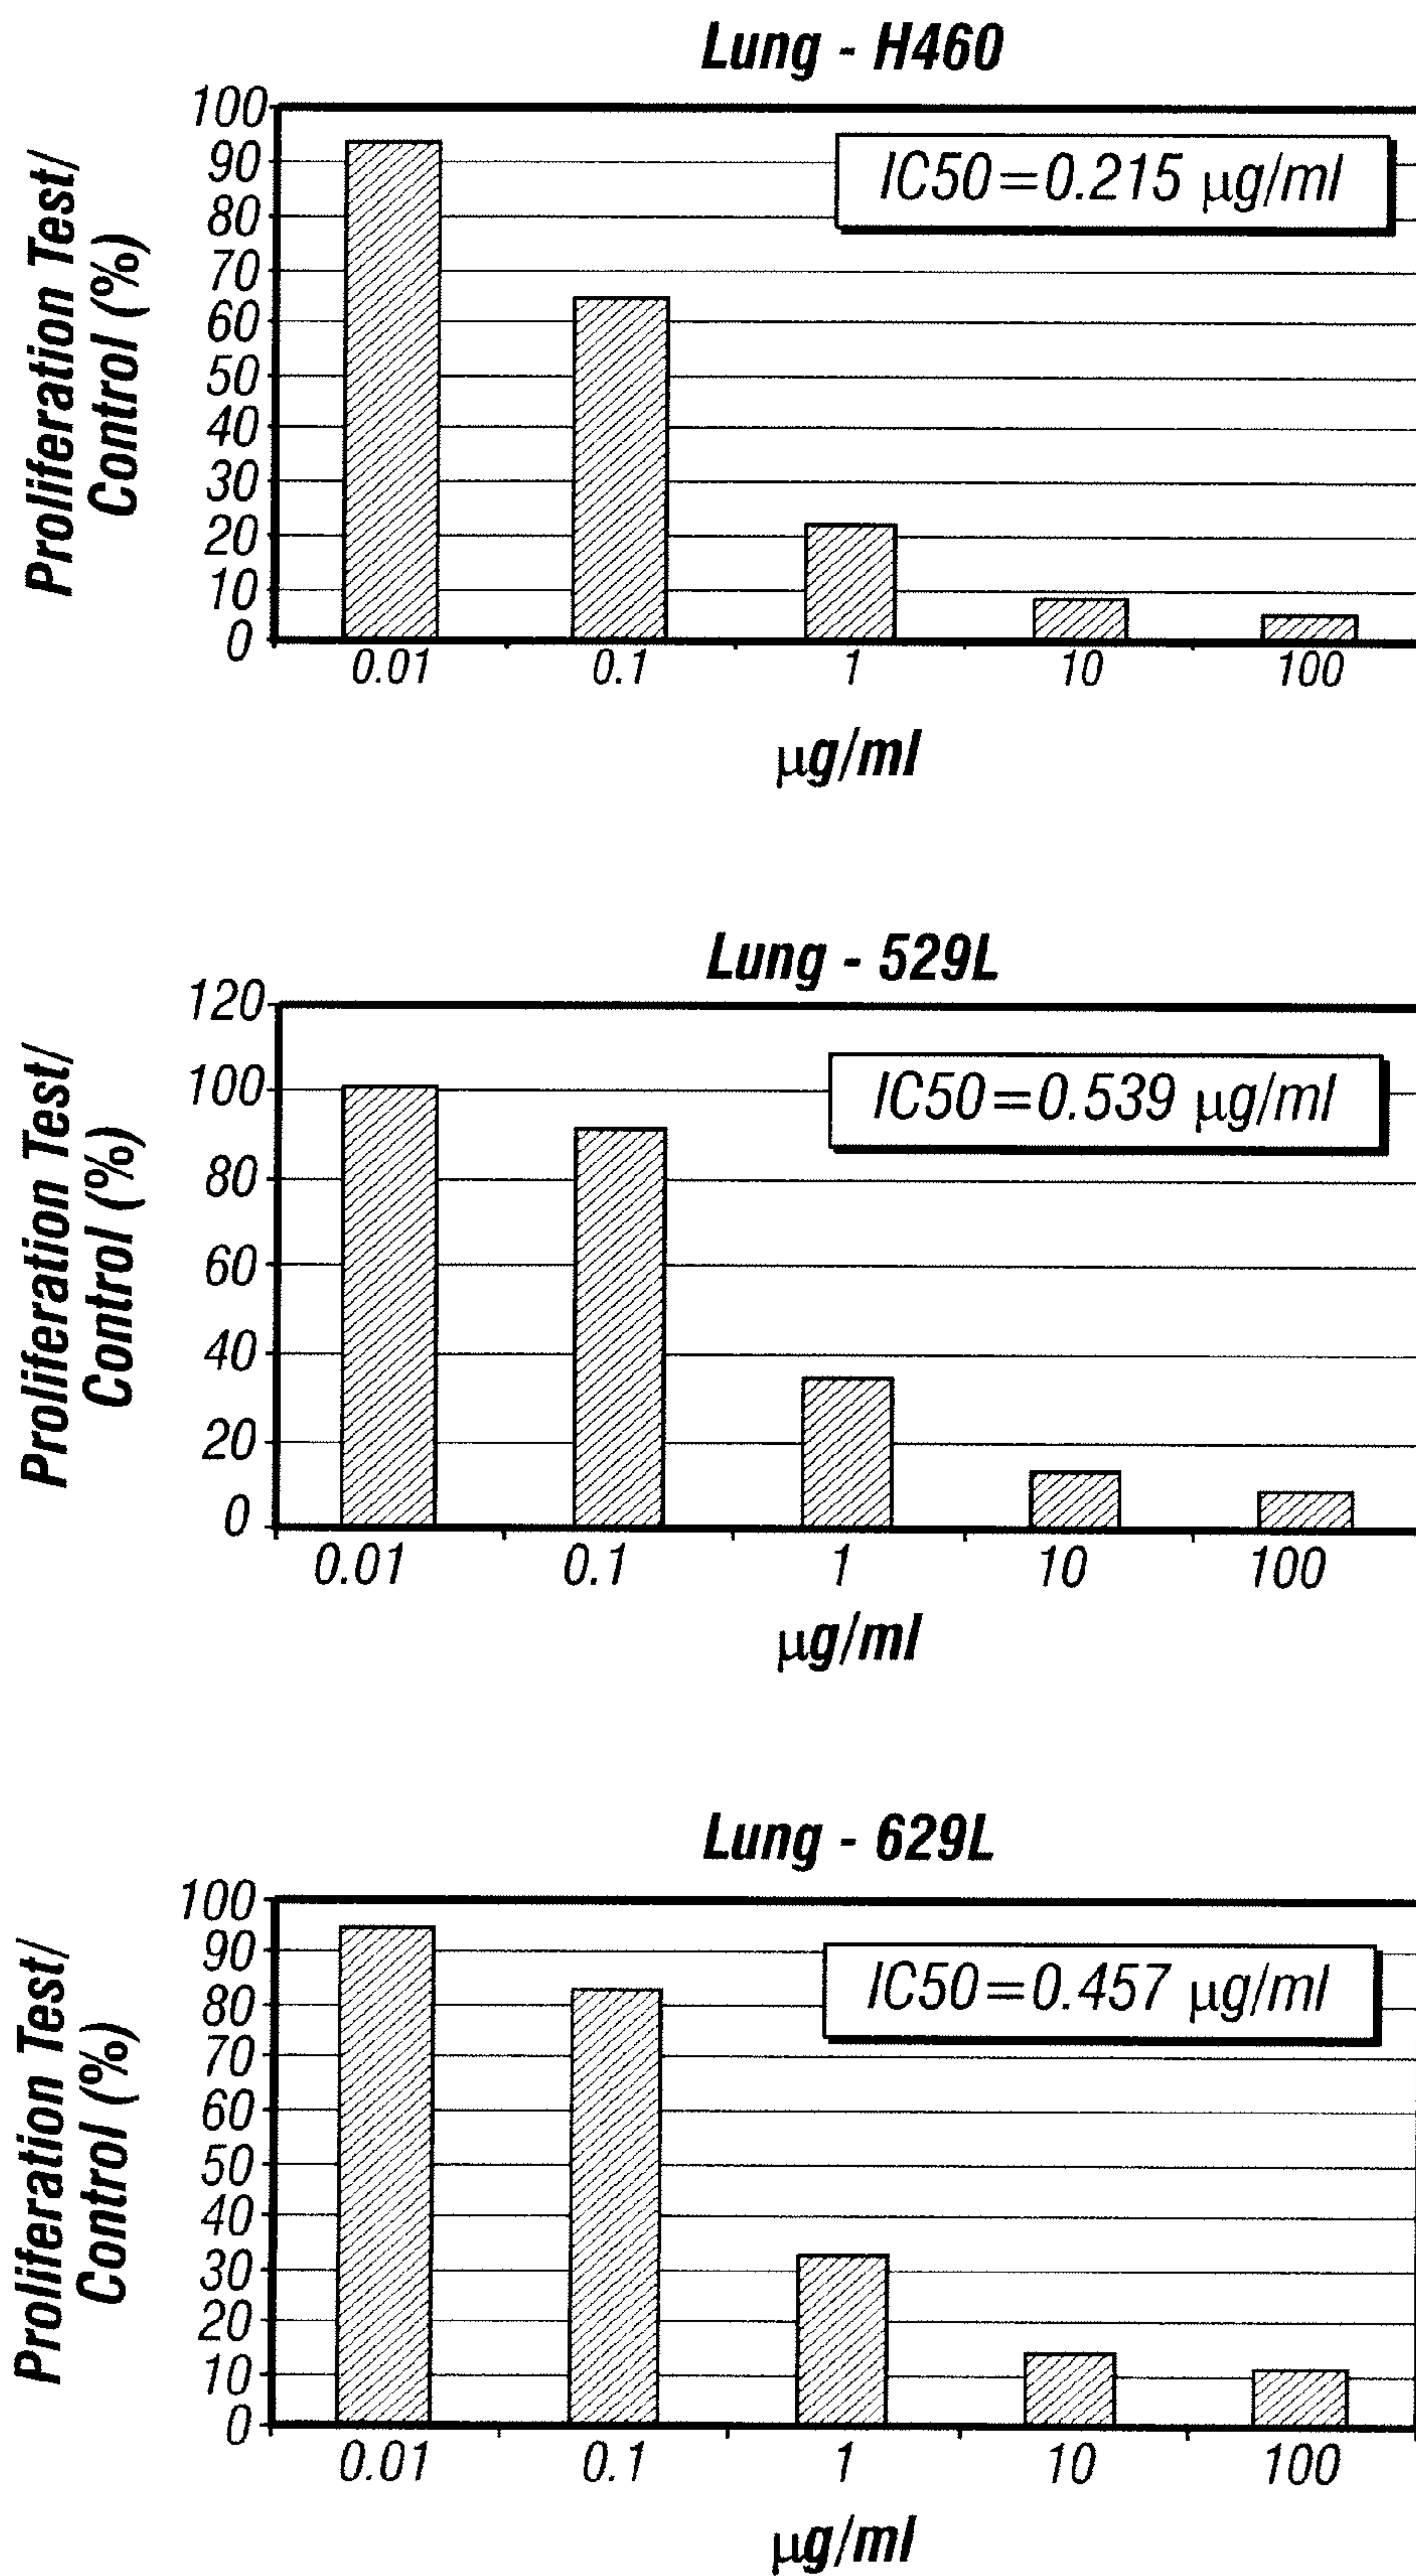 Lung - H460
Proliferation Test/
Control (%)
100
90
80
70
60
50
40
30
20
10
0
IC50=0.215 μg/ml
0.01 0.1 1 10 100
μg/ml
Lung - 529L
Proliferation Test/
Control (%)
120
100
80
60
40
20
0
IC50=0.539 μg/ml
0.01 0.1 1 10 100
μg/ml
Lung - 629L
Proliferation Test/
Control (%)
100
90
80
70
60
50
40
30
20
10
0
IC50=0.457 μg/ml
0.01 0.1 1 10 100
μg/ml